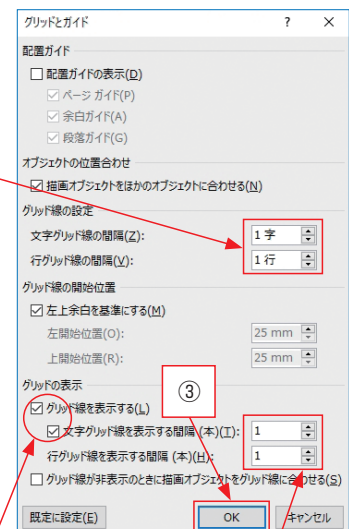 グリッドとガイド ? ×
配置ガイド
配置ガイドの表示(D)
ページ ガイド(P)
余白ガイド(A)
段落ガイド(G)
オブジェクトの位置合わせ
描画オブジェクトをほかのオブジェクトに合わせる(N)
グリッド線の設定
文字グリッド線の間隔(Z): 1 字
行グリッド線の間隔(V): 1 行
グリッド線の開始位置
左上余白を基準にする(M)
左開始位置(O): 25 mm
上開始位置(R): 25 mm
グリッドの表示
③
グリッド線を表示する(L)
文字グリッド線を表示する間隔 (本)(T): 1
行グリッド線を表示する間隔 (本)(H): 1
グリッド線が非表示のときに描画オブジェクトをグリッド線に合わせる(S)
既定に設定(E) OK キャンセル